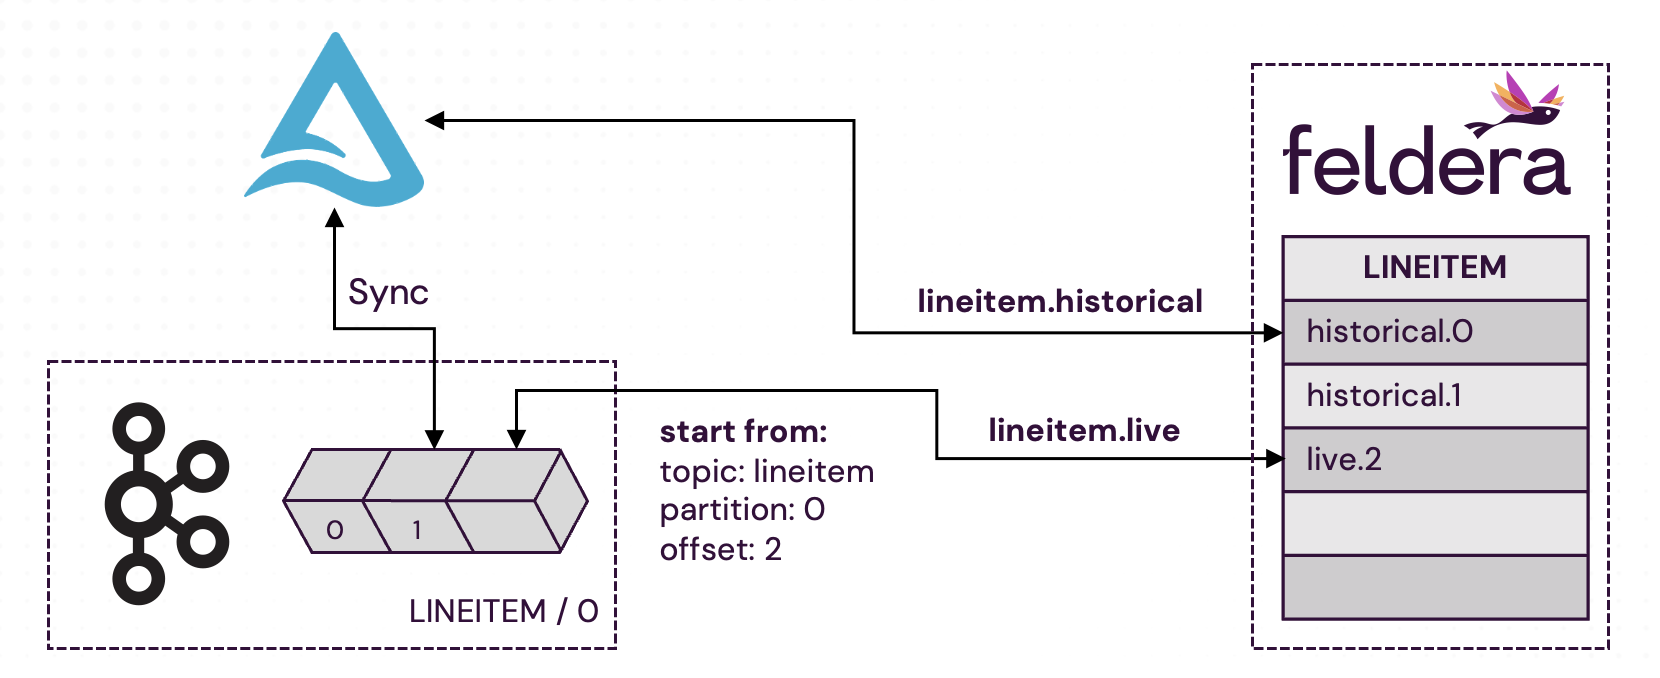 feldera
LINEITEM
historical.0
historical.1
live.2
lineitem.historical
lineitem.live
Sync
start from:
topic: lineitem
partition: 0
offset: 2
0
1
LINEITEM / 0